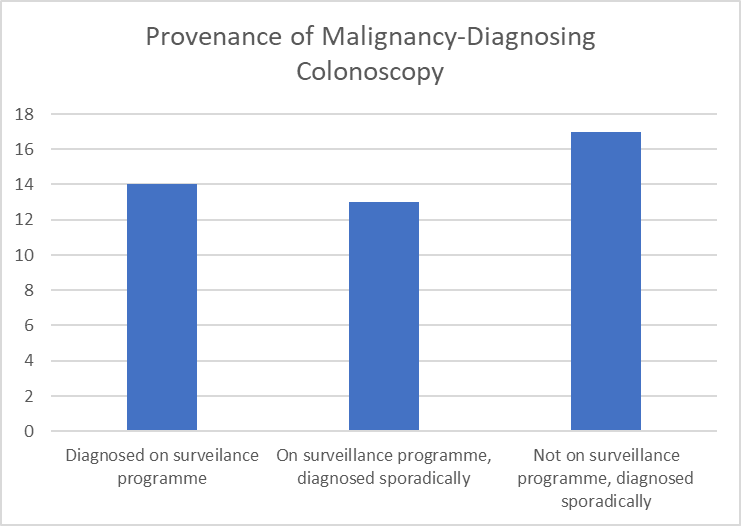 Provenance of Malignancy-Diagnosing
Colonoscopy
18
16
14
12
10
8
6
4
2
0
Diagnosed on surveilance
programme
On surveillance programme,
diagnosed sporadically
Not on surveillance
programme, diagnosed
sporadically